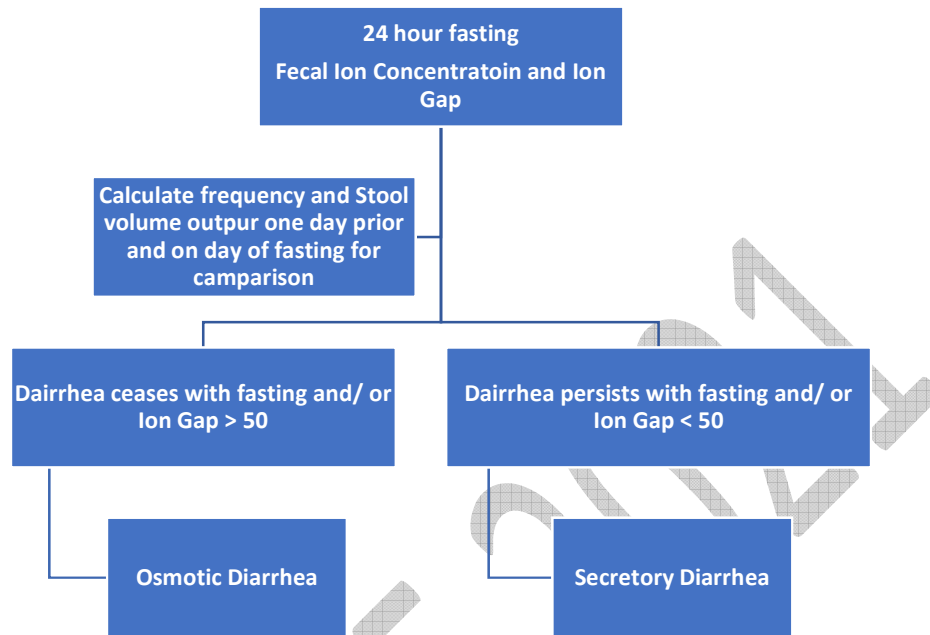 24 hour fasting
Fecal Ion Concentratoin and Ion
Gap
Calculate frequency and Stool
volume outpur one day prior
and on day of fasting for
camparison
Dairrhea ceases with fasting and/ or
Ion Gap > 50
Dairrhea persists with fasting and/ or
Ion Gap < 50
Osmotic Diarrhea
Secretory Diarrhea